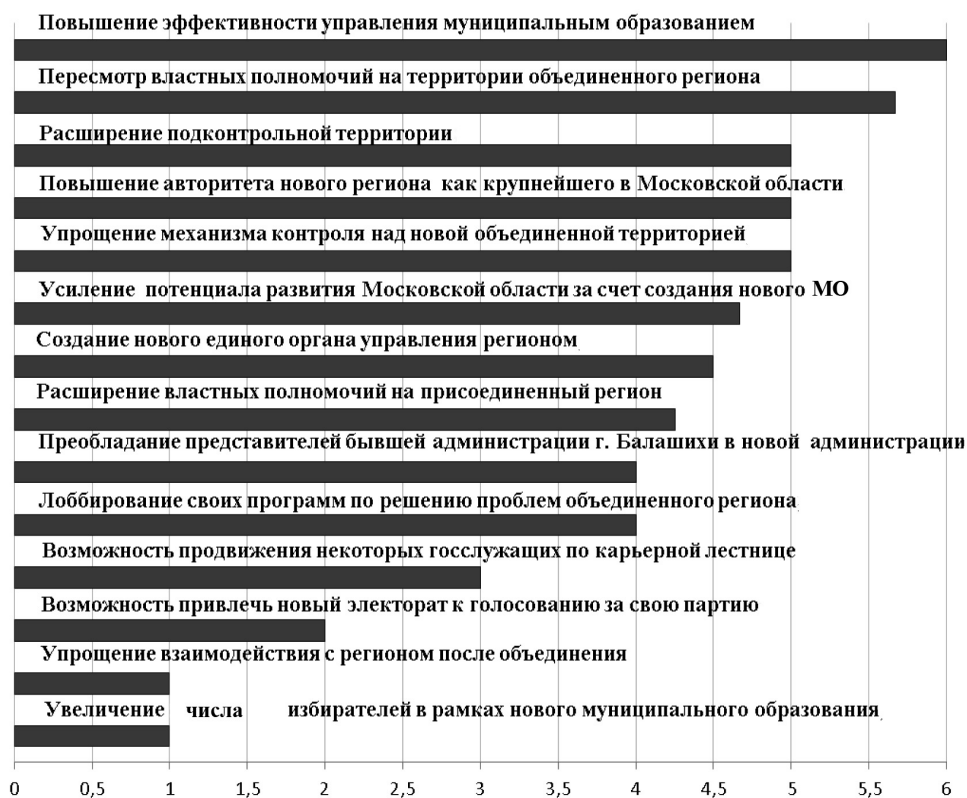 Повышение эффективности управления муниципальным образованием
Пересмотр властных полномочий на территории объединенного региона
Расширение подконтрольной территории
Повышение авторитета нового региона как крупнейшего в Московской области
Упрощение механизма контроля над новой объединенной территорией
Усиление потенциала развития Московской области за счет создания нового МО
Создание нового единого органа управления регионом
Расширение властных полномочий на присоединенный регион
Преобладание представителей бывшей администрации г. Балашихи в новой администрации
Лоббирование своих программ по решению проблем объединенного региона
Возможность продвижения некоторых госслужащих по карьерной лестнице
Возможность привлечь новый электорат к голосованию за свою партию
Упрощение взаимодействия с регионом после объединения
Увеличение числа избирателей в рамках нового муниципального образования
0 0,5 1 1,5 2 2,5 3 3,5 4 4,5 5 5,5 6